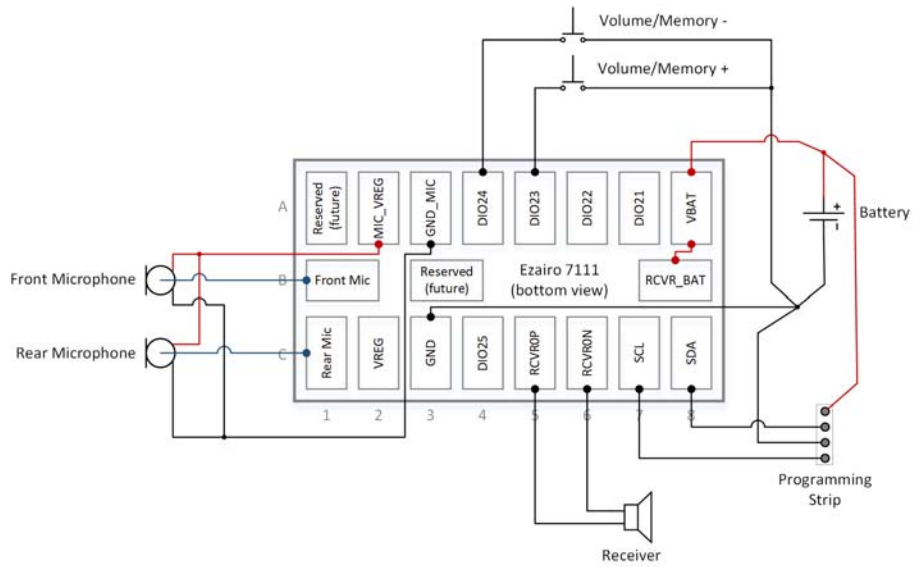 Volume/Memory -
Volume/Memory +
A
Reserved
(future)
MIC_VREG
GND_MIC
DIO24
DIO23
DIO22
DIO21
VBAT
+
-
Battery
Front Microphone
B
Front Mic
Reserved
(future)
Ezairo 7111
(bottom view)
RCVR_BAT
Rear Microphone
C
Rear Mic
VREG
GND
DIO25
RCVR0P
RCVR0N
SCL
SDA
1
2
3
4
5
6
7
8
Programming
Strip
Receiver